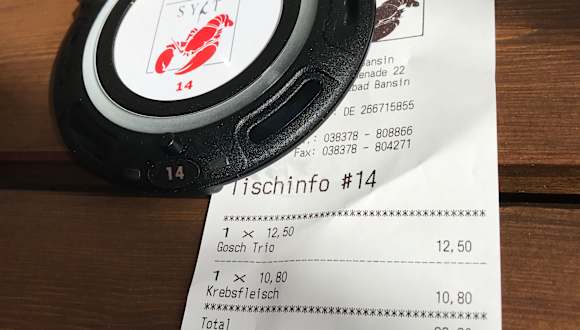 SYLT
14
14
Bansin
enade 22
bad Bansin
DE 266715855
.: 038378 - 808866
Fax: 038378 - 804271
Tischinfo #14
1 x 12,50
Gosch Trio 12,50
1 x 10,80
Krebsfleisch 10,80
Total